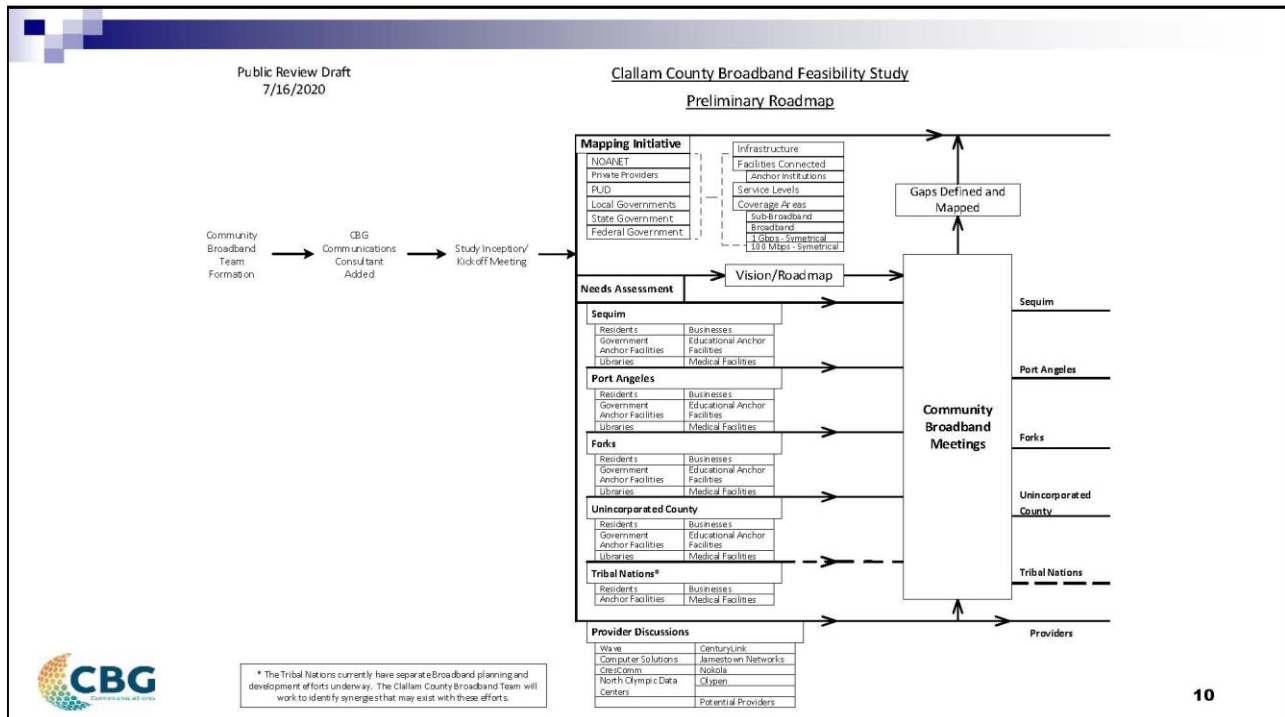 Public Review Draft
7/16/2020
Clallam County Broadband Feasibility Study
Preliminary Roadmap
Community
Broadband
Team
Formation
CBG
Communications
Consultant
Added
Study Inception/
Kickoff Meeting
Mapping Initiative
NOANET
Private Providers
PUD
Local Governments
State Government
Federal Government
Infrastructure
Facilities Connected
Anchor Institutions
Service Levels
Coverage Areas
Sub-Broadband
Broadband
1 Gbps - Symetrical
100 Mbps - Symetrical
Gaps Defined and
Mapped
Vision/Roadmap
Needs Assessment
Sequim
Residents
Businesses
Government
Anchor Facilities
Educational Anchor
Facilities
Libraries
Medical Facilities
Port Angeles
Residents
Businesses
Government
Anchor Facilities
Educational Anchor
Facilities
Libraries
Medical Facilities
Forks
Residents
Businesses
Government
Anchor Facilities
Educational Anchor
Facilities
Libraries
Medical Facilities
Unincorporated County
Residents
Businesses
Government
Anchor Facilities
Educational Anchor
Facilities
Libraries
Medical Facilities
Tribal Nations*
Residents
Businesses
Anchor Facilities
Medical Facilities
Community
Broadband
Meetings
Sequim
Port Angeles
Forks
Unincorporated
County
Tribal Nations
Providers
Provider Discussions
Wave
CenturyLink
Computer Solutions
Jamestown Networks
CresComm
Nokola
North Olympic Data
Centers
Olypen
Potential Providers
CBG
Communications
* The Tribal Nations currently have separate Broadband planning and
development efforts underway. The Clallam County Broadband Team will
work to identify synergies that may exist with these efforts.
10